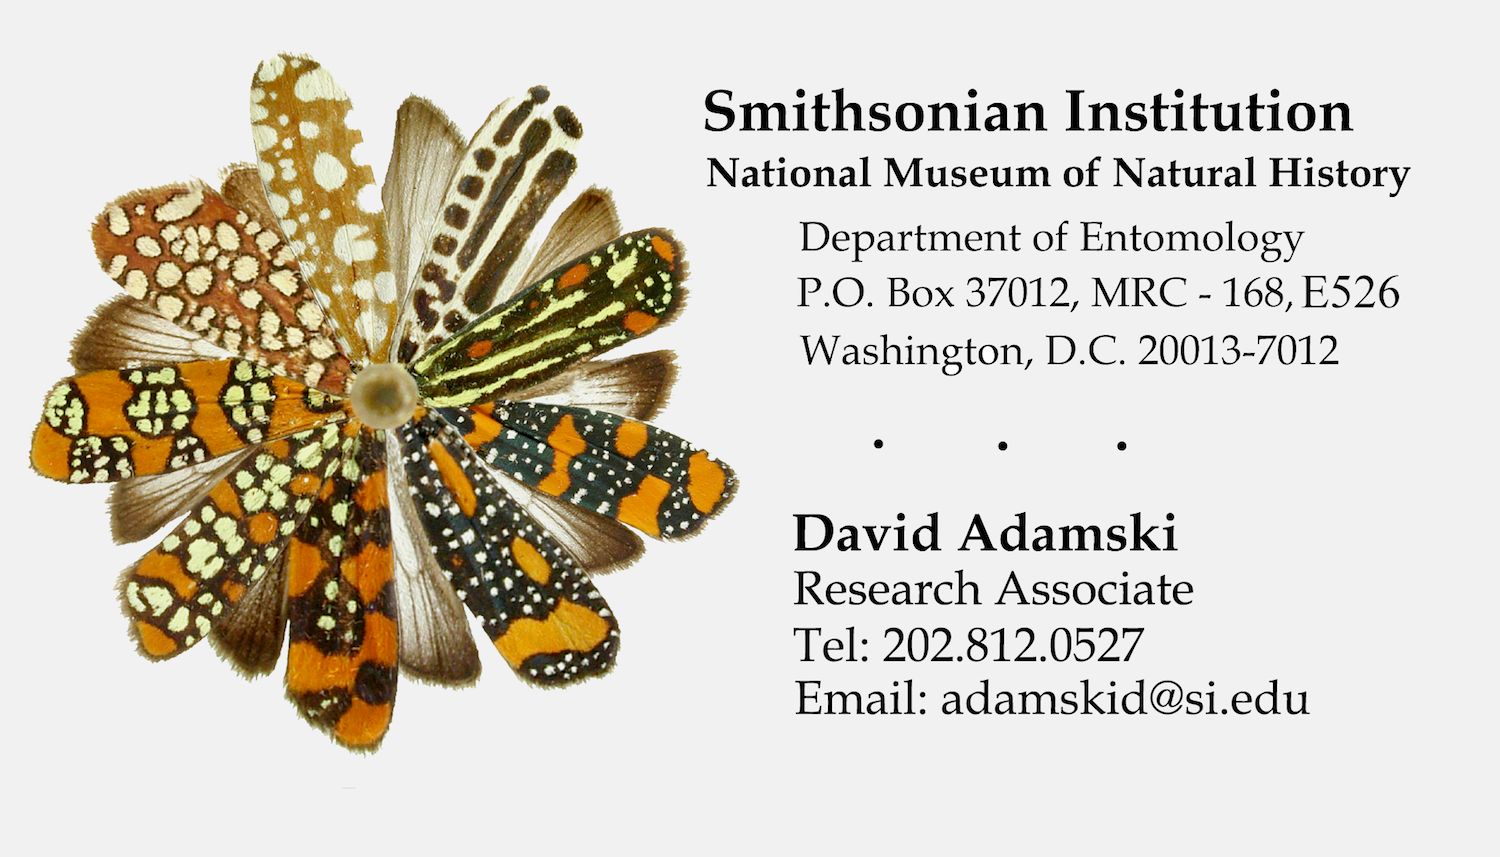 Smithsonian Institution
National Museum of Natural History
Department of Entomology
P.O. Box 37012, MRC - 168, E526
Washington, D.C. 20013-7012
. . .
David Adamski
Research Associate
Tel: 202.812.0527
Email: adamskid@si.edu